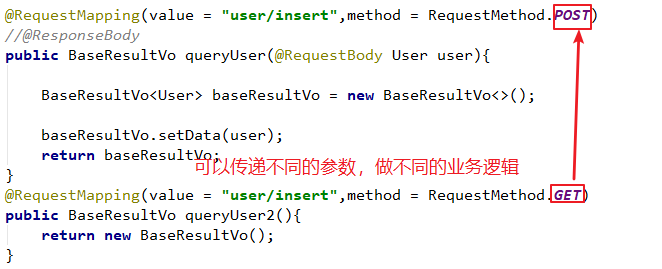 @RequestMapping(value = "user/insert",method = RequestMethod.POST)
//@ResponseBody
public BaseResultVo queryUser(@RequestBody User user){
BaseResultVo<User> baseResultVo = new BaseResultVo<>();
baseResultVo.setData(user);
return baseResultVo;
可以传递不同的参数，做不同的业务逻辑
}
@RequestMapping(value = "user/insert",method = RequestMethod.GET)
public BaseResultVo queryUser2(){
return new BaseResultVo();
}